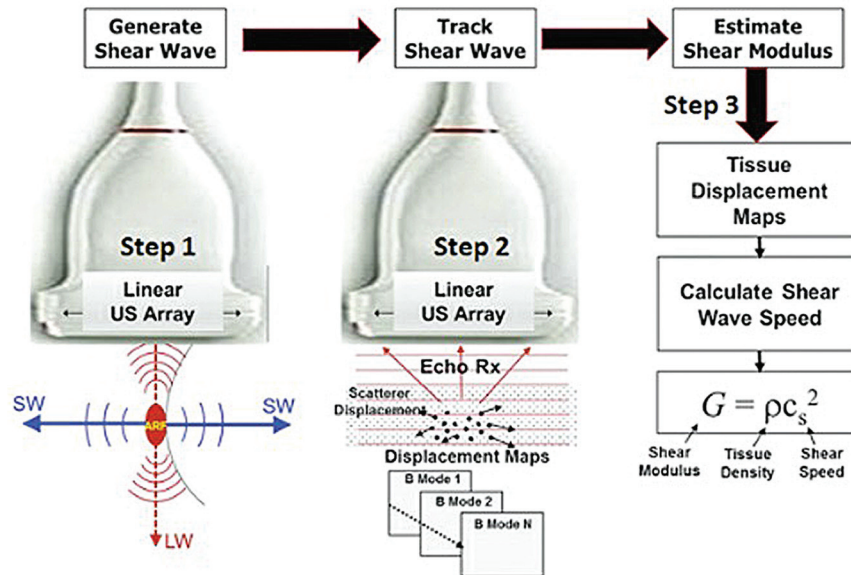 Generate
Shear Wave
Track
Shear Wave
Estimate
Shear Modulus
Step 1
Linear
US Array
SW
SW
ARF
LW
Step 2
Linear
US Array
Echo Rx
Scatterer
Displacement
Displacement Maps
B Mode 1
B Mode 2
B Mode N
Step 3
Tissue
Displacement
Maps
Calculate Shear
Wave Speed
G = ρcₛ²
Shear
Modulus
Tissue
Density
Shear
Speed